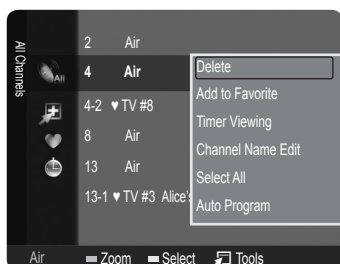 All Channels
All
2 Air
4 Air
4-2 ♥ TV #8
8 Air
13 Air
13-1 ♥ TV #3 Alice's
Delete
Add to Favorite
Timer Viewing
Channel Name Edit
Select All
Auto Program
Air Zoom Select Tools